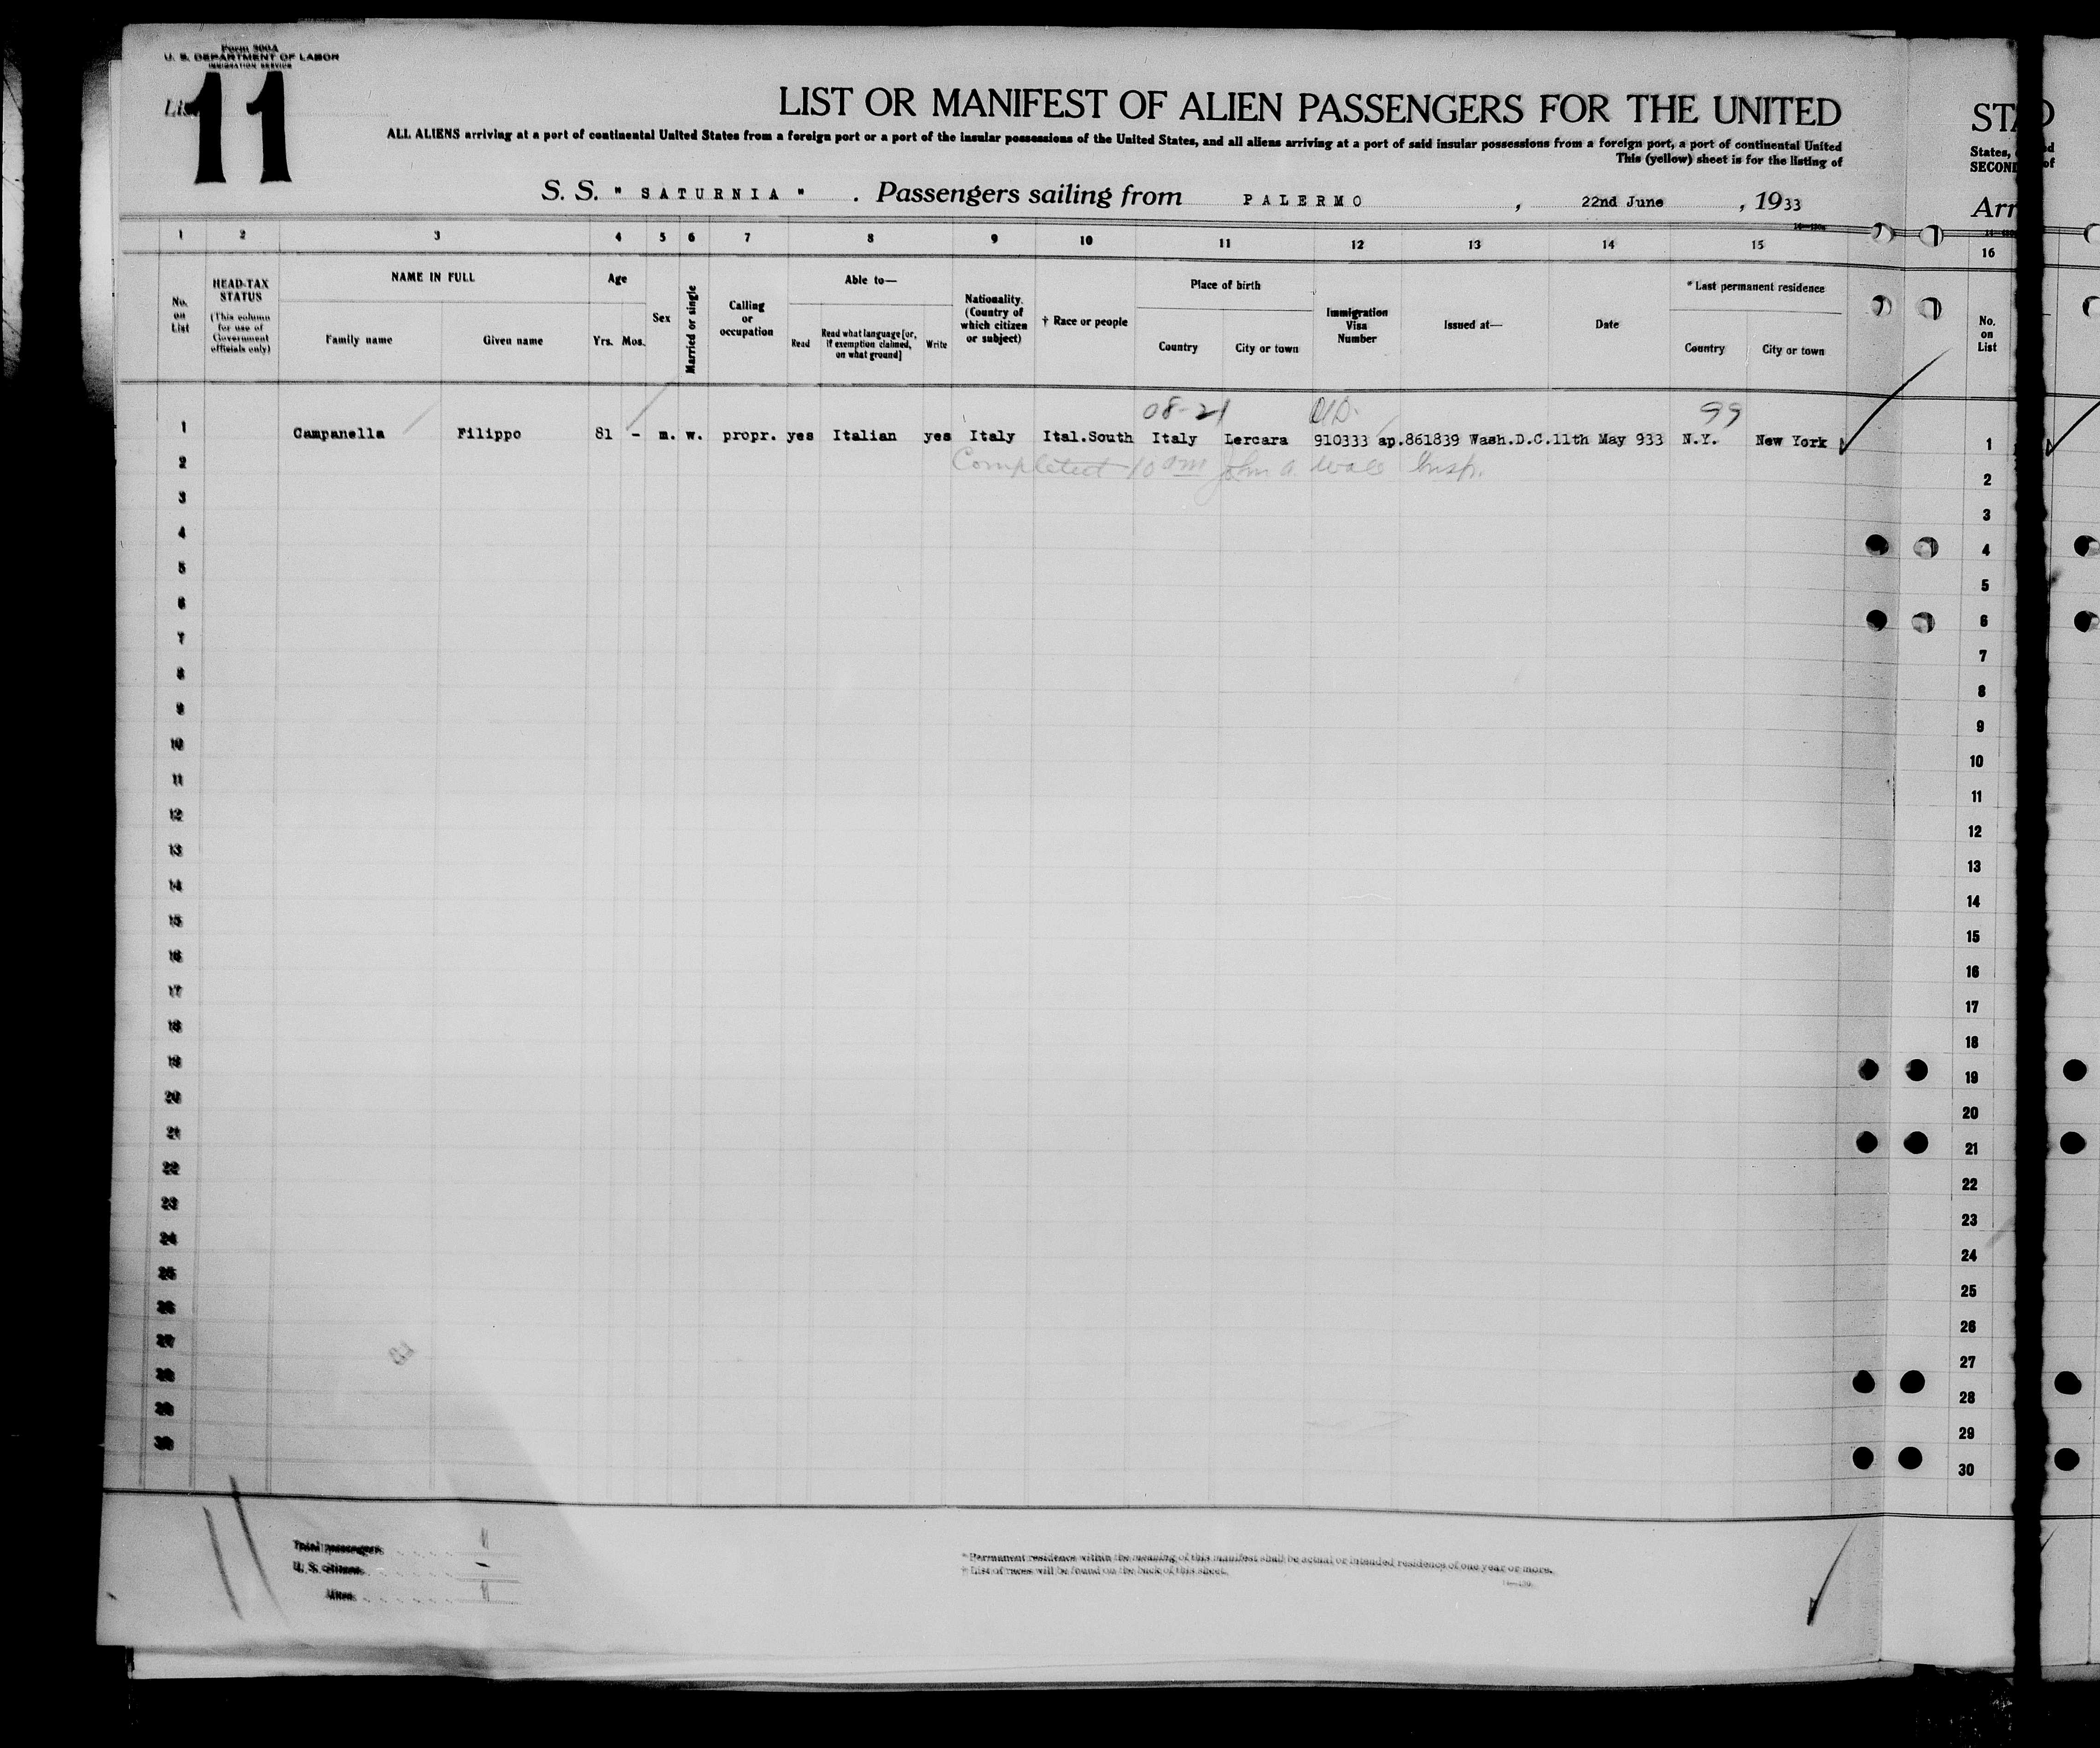 Form 500A
U. S. DEPARTMENT OF LABOR
IMMIGRATION SERVICE
List 11
LIST OR MANIFEST OF ALIEN PASSENGERS FOR THE UNITED
ALL ALIENS arriving at a port of continental United States from a foreign port or a port of the insular possessions of the United States, and all aliens arriving at a port of said insular possessions from a foreign port, a port of continental United
This (yellow) sheet is for the listing of
S. S. " SATURNIA " . Passengers sailing from PALERMO , 22nd June , 1933
STA
States,
SECOND
Arr
1 2 3 4 5 6 7 8 9 10 11 12 13 14 15 16
No. on List
HEAD-TAX STATUS
(This column for use of Government officials only)
NAME IN FULL
Family name
Given name
Age
Yrs. Mos.
Sex
Married or single
Calling or occupation
Able to—
Read
Read what language [or, if exemption claimed, on what ground]
Write
Nationality. (Country of which citizen or subject)
† Race or people
Place of birth
Country
City or town
Immigration Visa Number
Issued at—
Date
* Last permanent residence
Country
City or town
No. on List
08-21 99
1 Campanella Filippo 81 - m. w. propr. yes Italian yes Italy Ital.South Italy Lercara 910333 ap.861839 Wash.D.C.11th May 933 N.Y. New York 1
Completed 10 am John A. Wall Insp.
2 2
3 3
4 4
5 5
6 6
7 7
8 8
9 9
10 10
11 11
12 12
13 13
14 14
15 15
16 16
17 17
18 18
19 19
20 20
21 21
22 22
23 23
24 24
25 25
26 26
27 27
28 28
29 29
30 30
11
Total passengers
U. S. citizens
Aliens
* Permanent residence within the meaning of this manifest shall be actual or intended residence of one year or more.
† List of races will be found on the back of this sheet.